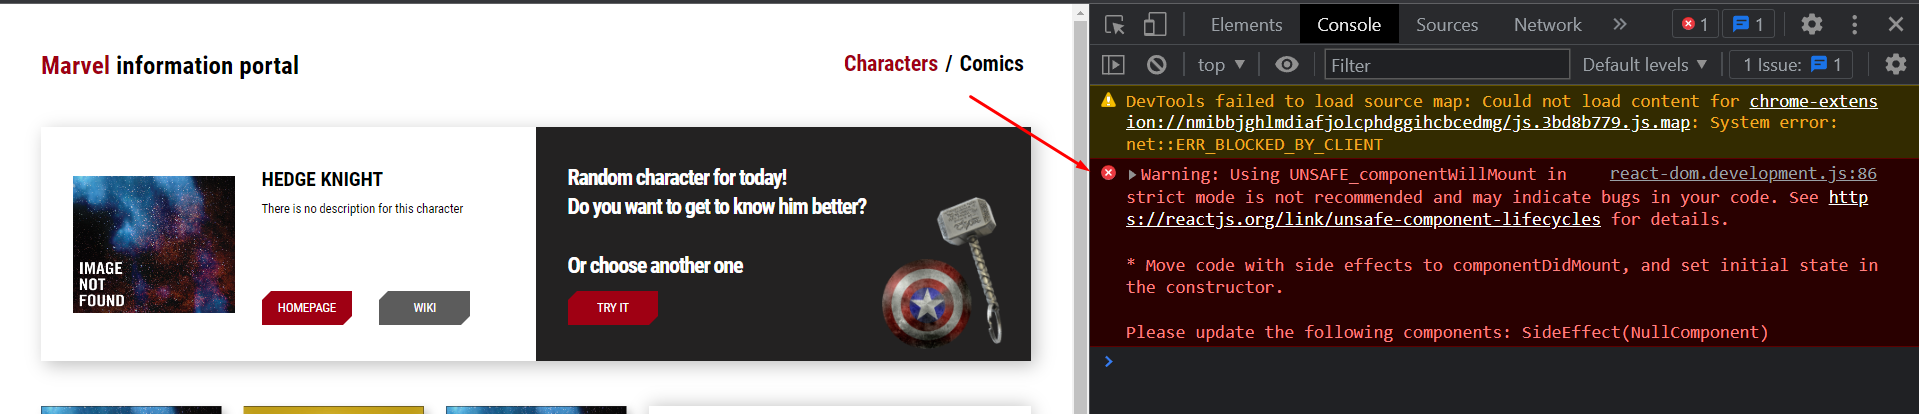 Elements Console Sources Network 1 1
top Filter Default levels 1 Issue: 1
Marvel information portal
Characters / Comics
HEDGE KNIGHT
There is no description for this character
IMAGE
NOT
FOUND
HOMEPAGE WIKI
Random character for today!
Do you want to get to know him better?
Or choose another one
TRY IT
DevTools failed to load source map: Could not load content for chrome-extens
ion://nmibbjghlmdiafjolcphdggihcbcedmg/js.3bd8b779.js.map: System error:
net::ERR_BLOCKED_BY_CLIENT
Warning: Using UNSAFE_componentWillMount in react-dom.development.js:86
strict mode is not recommended and may indicate bugs in your code. See http
s://reactjs.org/link/unsafe-component-lifecycles for details.
* Move code with side effects to componentDidMount, and set initial state in
the constructor.
Please update the following components: SideEffect(NullComponent)